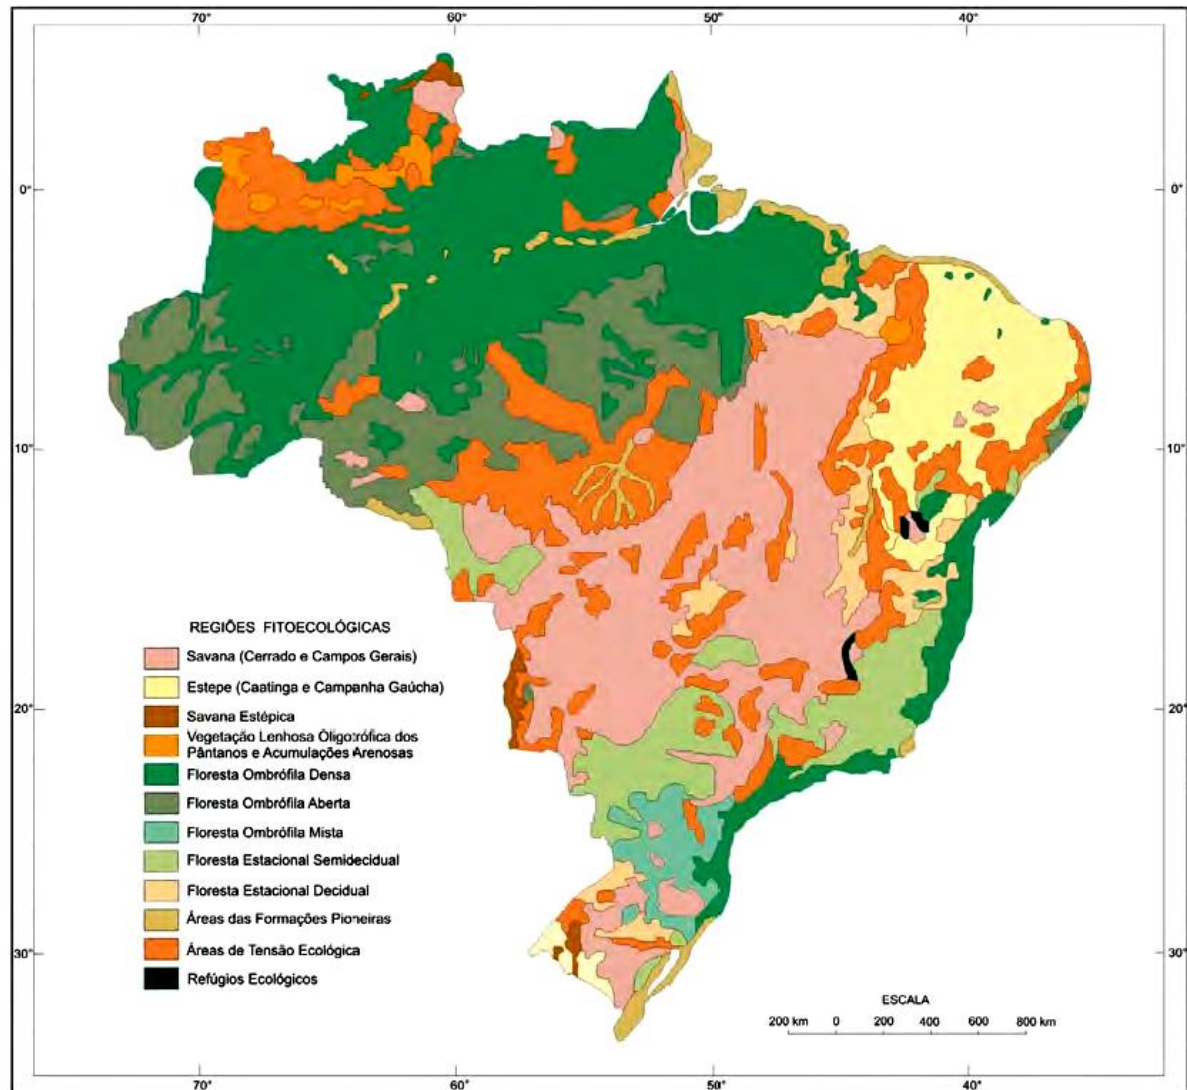 70° 60° 50° 40°
0° 0°
10° 10°
REGIÕES FITOECOLÓGICAS
Savana (Cerrado e Campos Gerais)
Estepe (Caatinga e Campanha Gaúcha)
Savana Estépica
Vegetação Lenhosa Oligotrófica dos
Pântanos e Acumulações Arenosas
Floresta Ombrófila Densa
Floresta Ombrófila Aberta
Floresta Ombrófila Mista
Floresta Estacional Semidecidual
Floresta Estacional Decidual
Áreas das Formações Pioneiras
Áreas de Tensão Ecológica
Refúgios Ecológicos
20° 20°
30° 30°
ESCALA
200 km 0 200 400 600 800 km
70° 60° 50° 40°